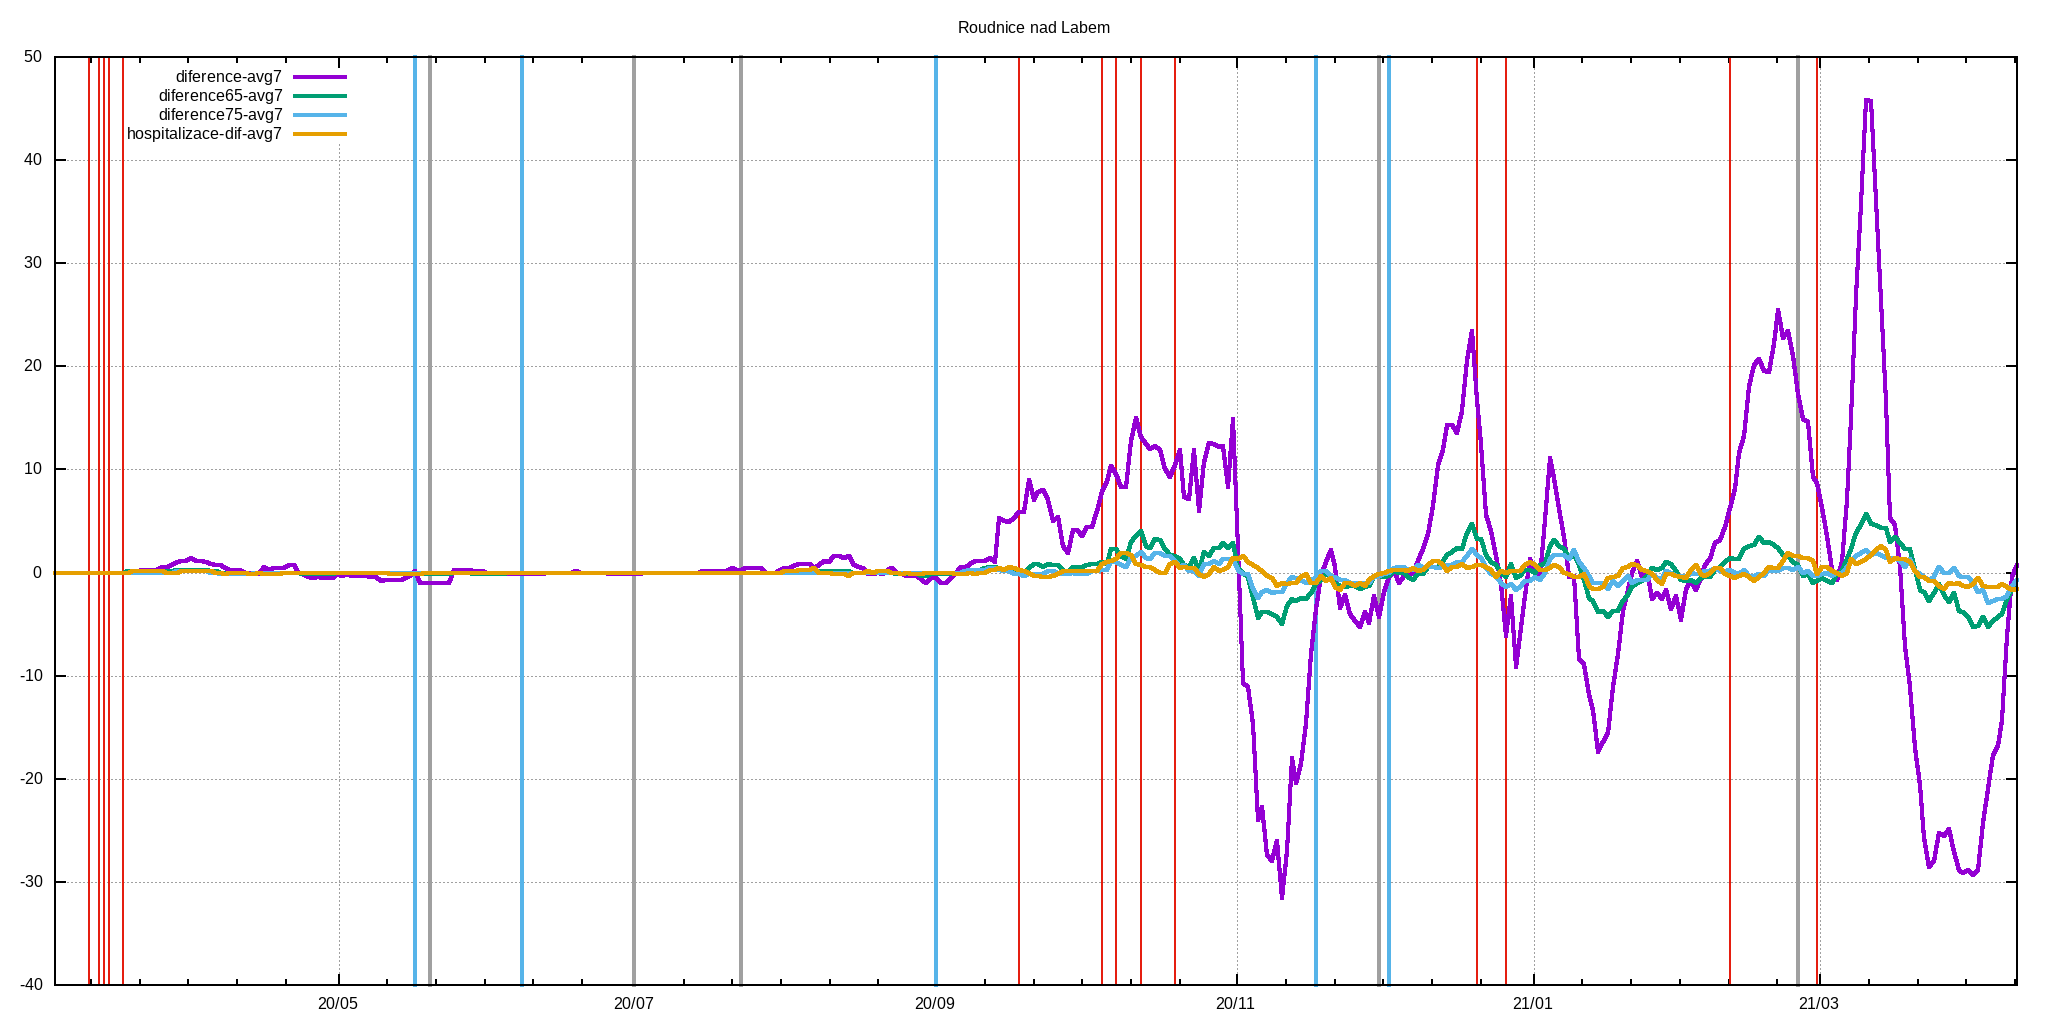 Roudnice nad Labem
diference-avg7
diference65-avg7
diference75-avg7
hospitalizace-dif-avg7
50
40
30
20
10
0
-10
-20
-30
-40
20/05 20/07 20/09 20/11 21/01 21/03